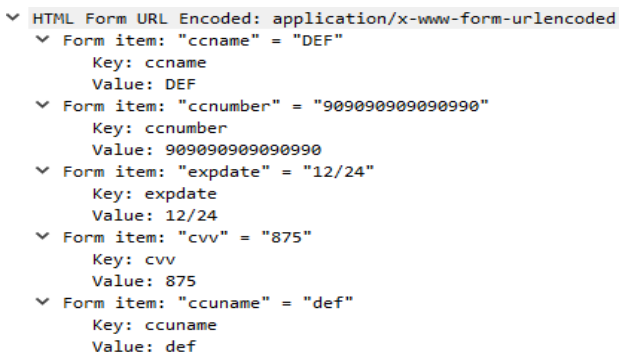 HTML Form URL Encoded: application/x-www-form-urlencoded
Form item: "ccname" = "DEF"
Key: ccname
Value: DEF
Form item: "ccnumber" = "909090909090990"
Key: ccnumber
Value: 909090909090990
Form item: "expdate" = "12/24"
Key: expdate
Value: 12/24
Form item: "cvv" = "875"
Key: cvv
Value: 875
Form item: "ccuname" = "def"
Key: ccuname
Value: def